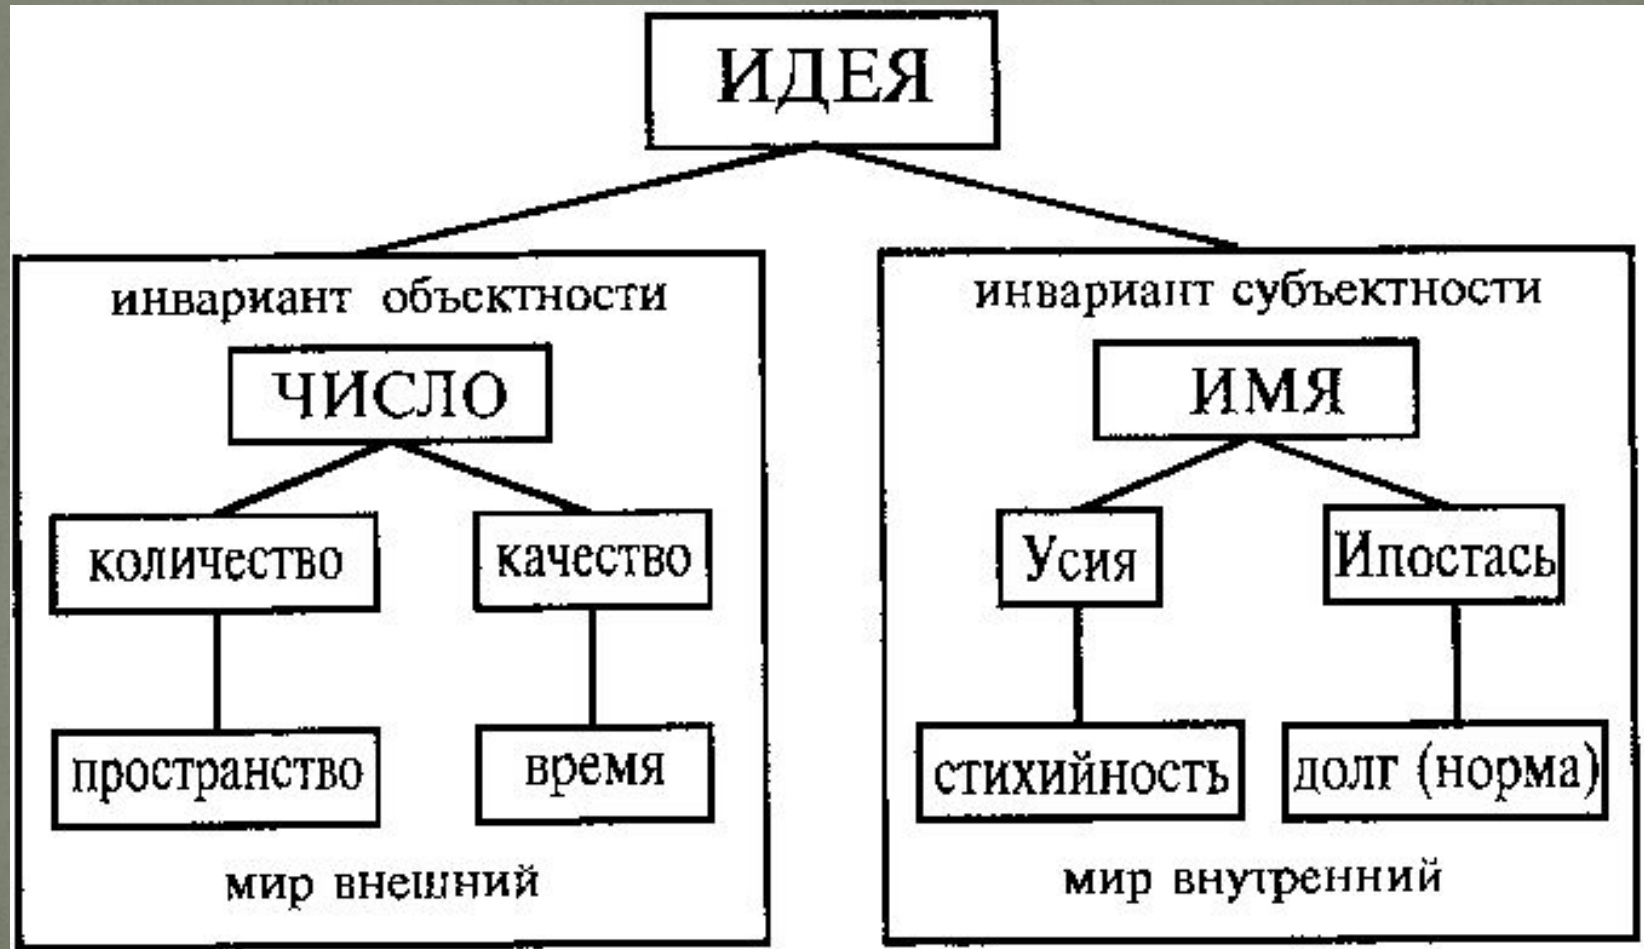 ИДЕЯ
инвариант объектности
ЧИСЛО
количество
качество
пространство
время
мир внешний
инвариант субъектности
ИМЯ
Усия
Ипостась
стихийность
долг (норма)
мир внутренний